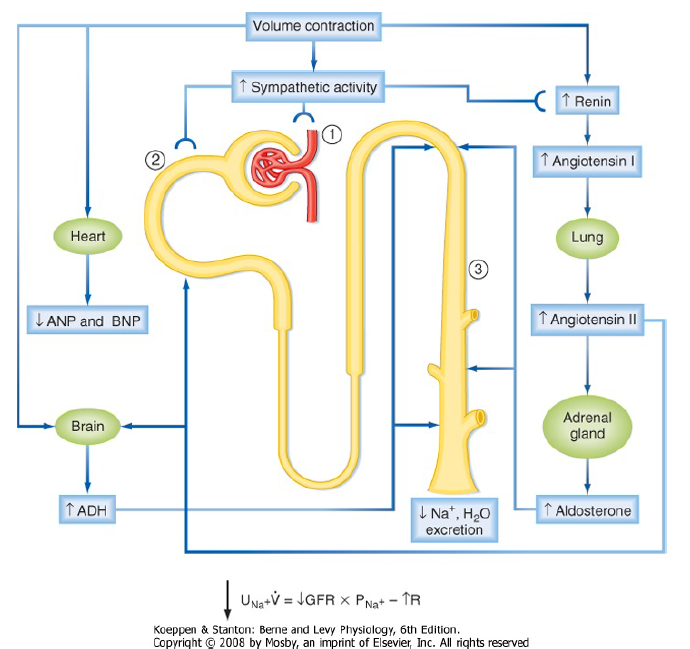 Volume contraction
↑ Sympathetic activity
↑ Renin
1
2
↑ Angiotensin I
Heart
Lung
3
↓ ANP and BNP
↑ Angiotensin II
Brain
Adrenal
gland
↑ ADH
↓ Na⁺, H₂O
excretion
↑ Aldosterone
↓ U_Na⁺V̇ = ↓GFR × P_Na⁺ – ↑R
Koeppen & Stanton: Berne and Levy Physiology, 6th Edition.
Copyright © 2008 by Mosby, an imprint of Elsevier, Inc. All rights reserved